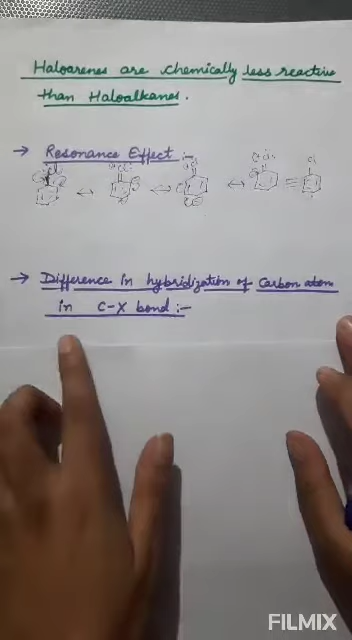 Haloarenes are chemically less reactive
than Haloalkanes.
→ Resonance Effect :-
→ Difference in hybridization of Carbon atom
in C-X bond :-
FILMIX